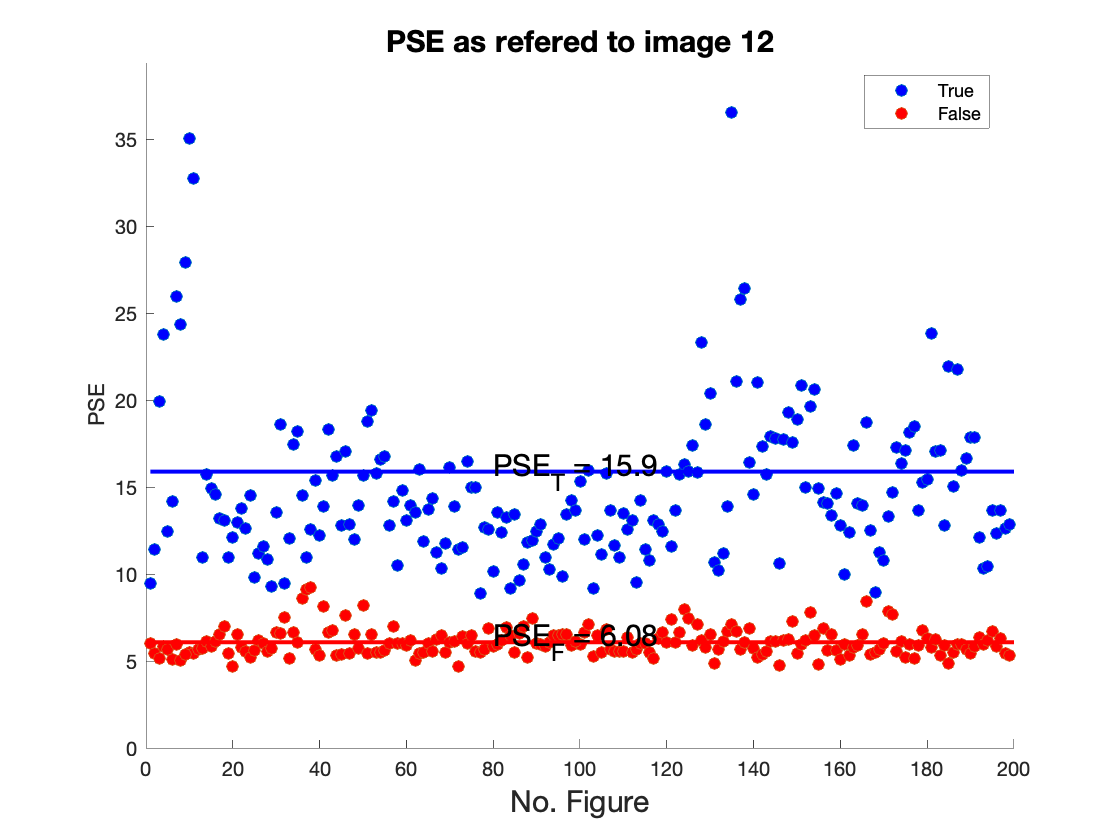 PSE as refered to image 12
True
False
PSE
35
30
25
20
15
10
5
0
PSE_T = 15.9
PSE_F = 6.08
0 20 40 60 80 100 120 140 160 180 200
No. Figure